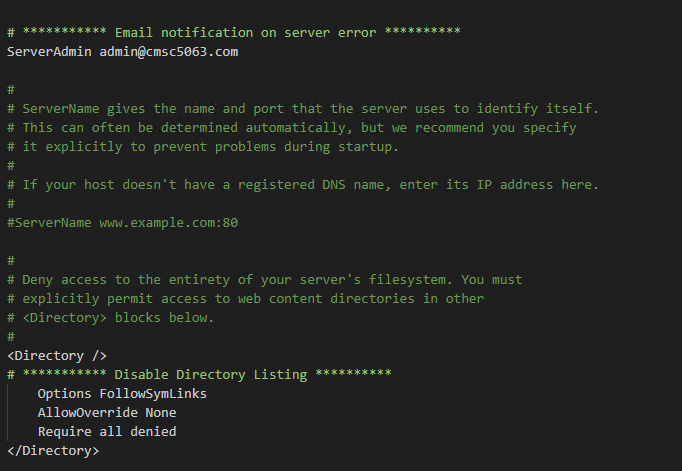 # *********** Email notification on server error **********
ServerAdmin admin@cmsc5063.com
#
# ServerName gives the name and port that the server uses to identify itself.
# This can often be determined automatically, but we recommend you specify
# it explicitly to prevent problems during startup.
#
# If your host doesn't have a registered DNS name, enter its IP address here.
#
#ServerName www.example.com:80
#
# Deny access to the entirety of your server's filesystem. You must
# explicitly permit access to web content directories in other
# <Directory> blocks below.
#
<Directory />
# *********** Disable Directory Listing **********
    Options FollowSymLinks
    AllowOverride None
    Require all denied
</Directory>